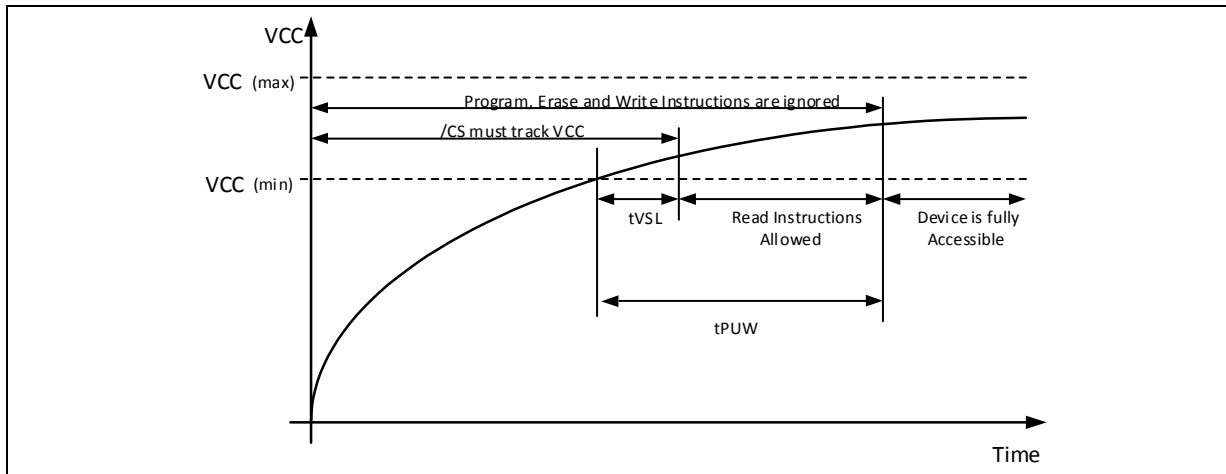 VCC
VCC (max)
Program, Erase and Write Instructions are ignored
/CS must track VCC
VCC (min)
tVSL
Read Instructions
Allowed
Device is fully
Accessible
tPUW
Time